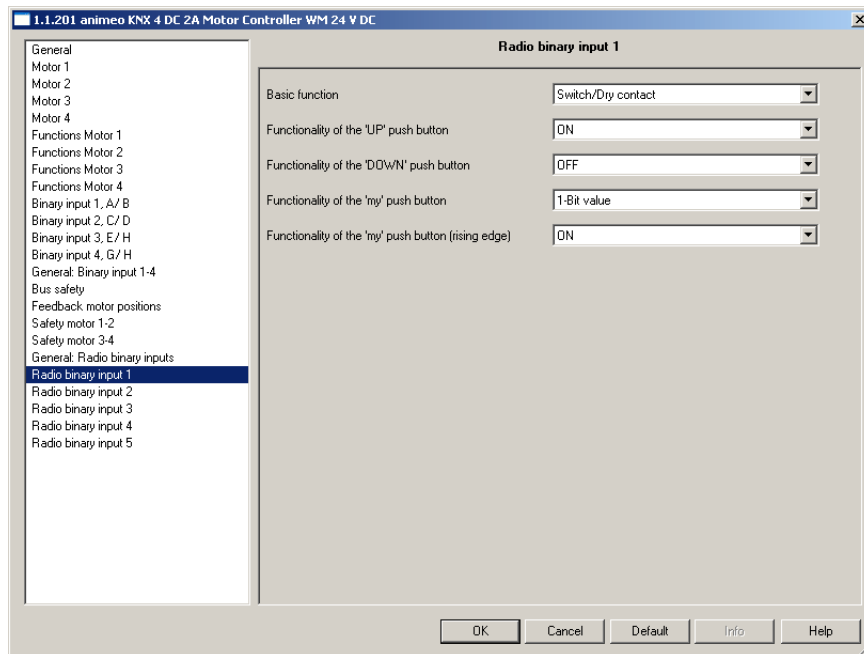 1.1.201 animeo KNX 4 DC 2A Motor Controller WM 24 V DC
General
Motor 1
Motor 2
Motor 3
Motor 4
Functions Motor 1
Functions Motor 2
Functions Motor 3
Functions Motor 4
Binary input 1, A/ B
Binary input 2, C/ D
Binary input 3, E/ H
Binary input 4, G/ H
General: Binary input 1-4
Bus safety
Feedback motor positions
Safety motor 1-2
Safety motor 3-4
General: Radio binary inputs
Radio binary input 1
Radio binary input 2
Radio binary input 3
Radio binary input 4
Radio binary input 5
Radio binary input 1
Basic function Switch/Dry contact
Functionality of the 'UP' push button ON
Functionality of the 'DOWN' push button OFF
Functionality of the 'my' push button 1-Bit value
Functionality of the 'my' push button (rising edge) ON
OK Cancel Default Info Help